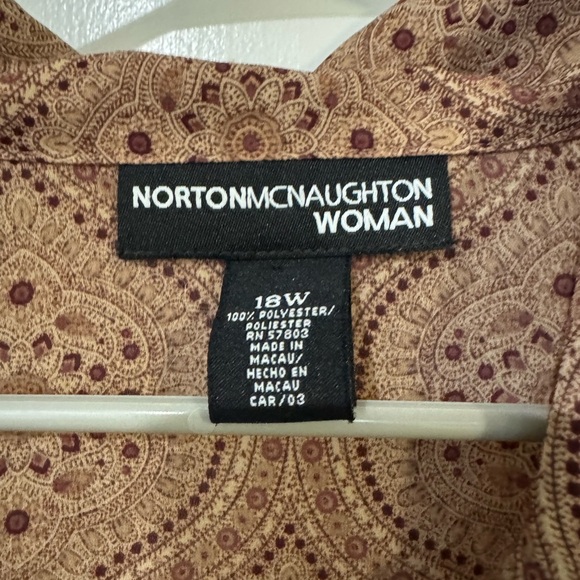 NORTONMCNAUGHTON
WOMAN
18W
100% POLYESTER/
POLIESTER
RN 57803
MADE IN
MACAU/
HECHO EN
MACAU
CAR/03